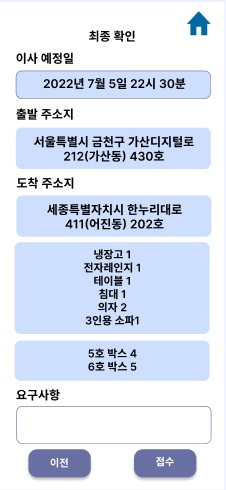 최종 확인
이사 예정일
2022년 7월 5일 22시 30분
출발 주소지
서울특별시 금천구 가산디지털로
212(가산동) 430호
도착 주소지
세종특별자치시 한누리대로
411(어진동) 202호
냉장고 1
전자레인지 1
테이블 1
침대 1
의자 2
3인용 소파1
5호 박스 4
6호 박스 5
요구사항
이전
접수